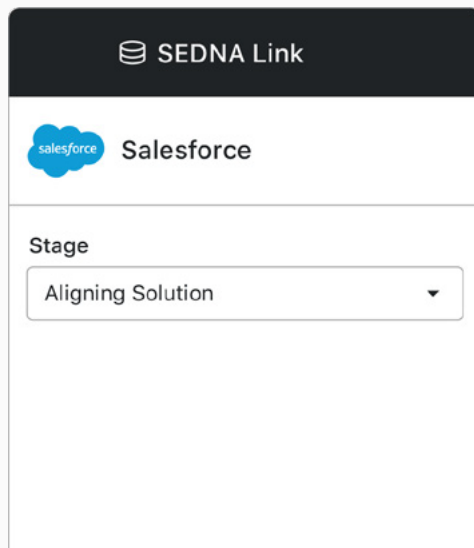 SEDNA Link
salesforce
Salesforce
Stage
Aligning Solution